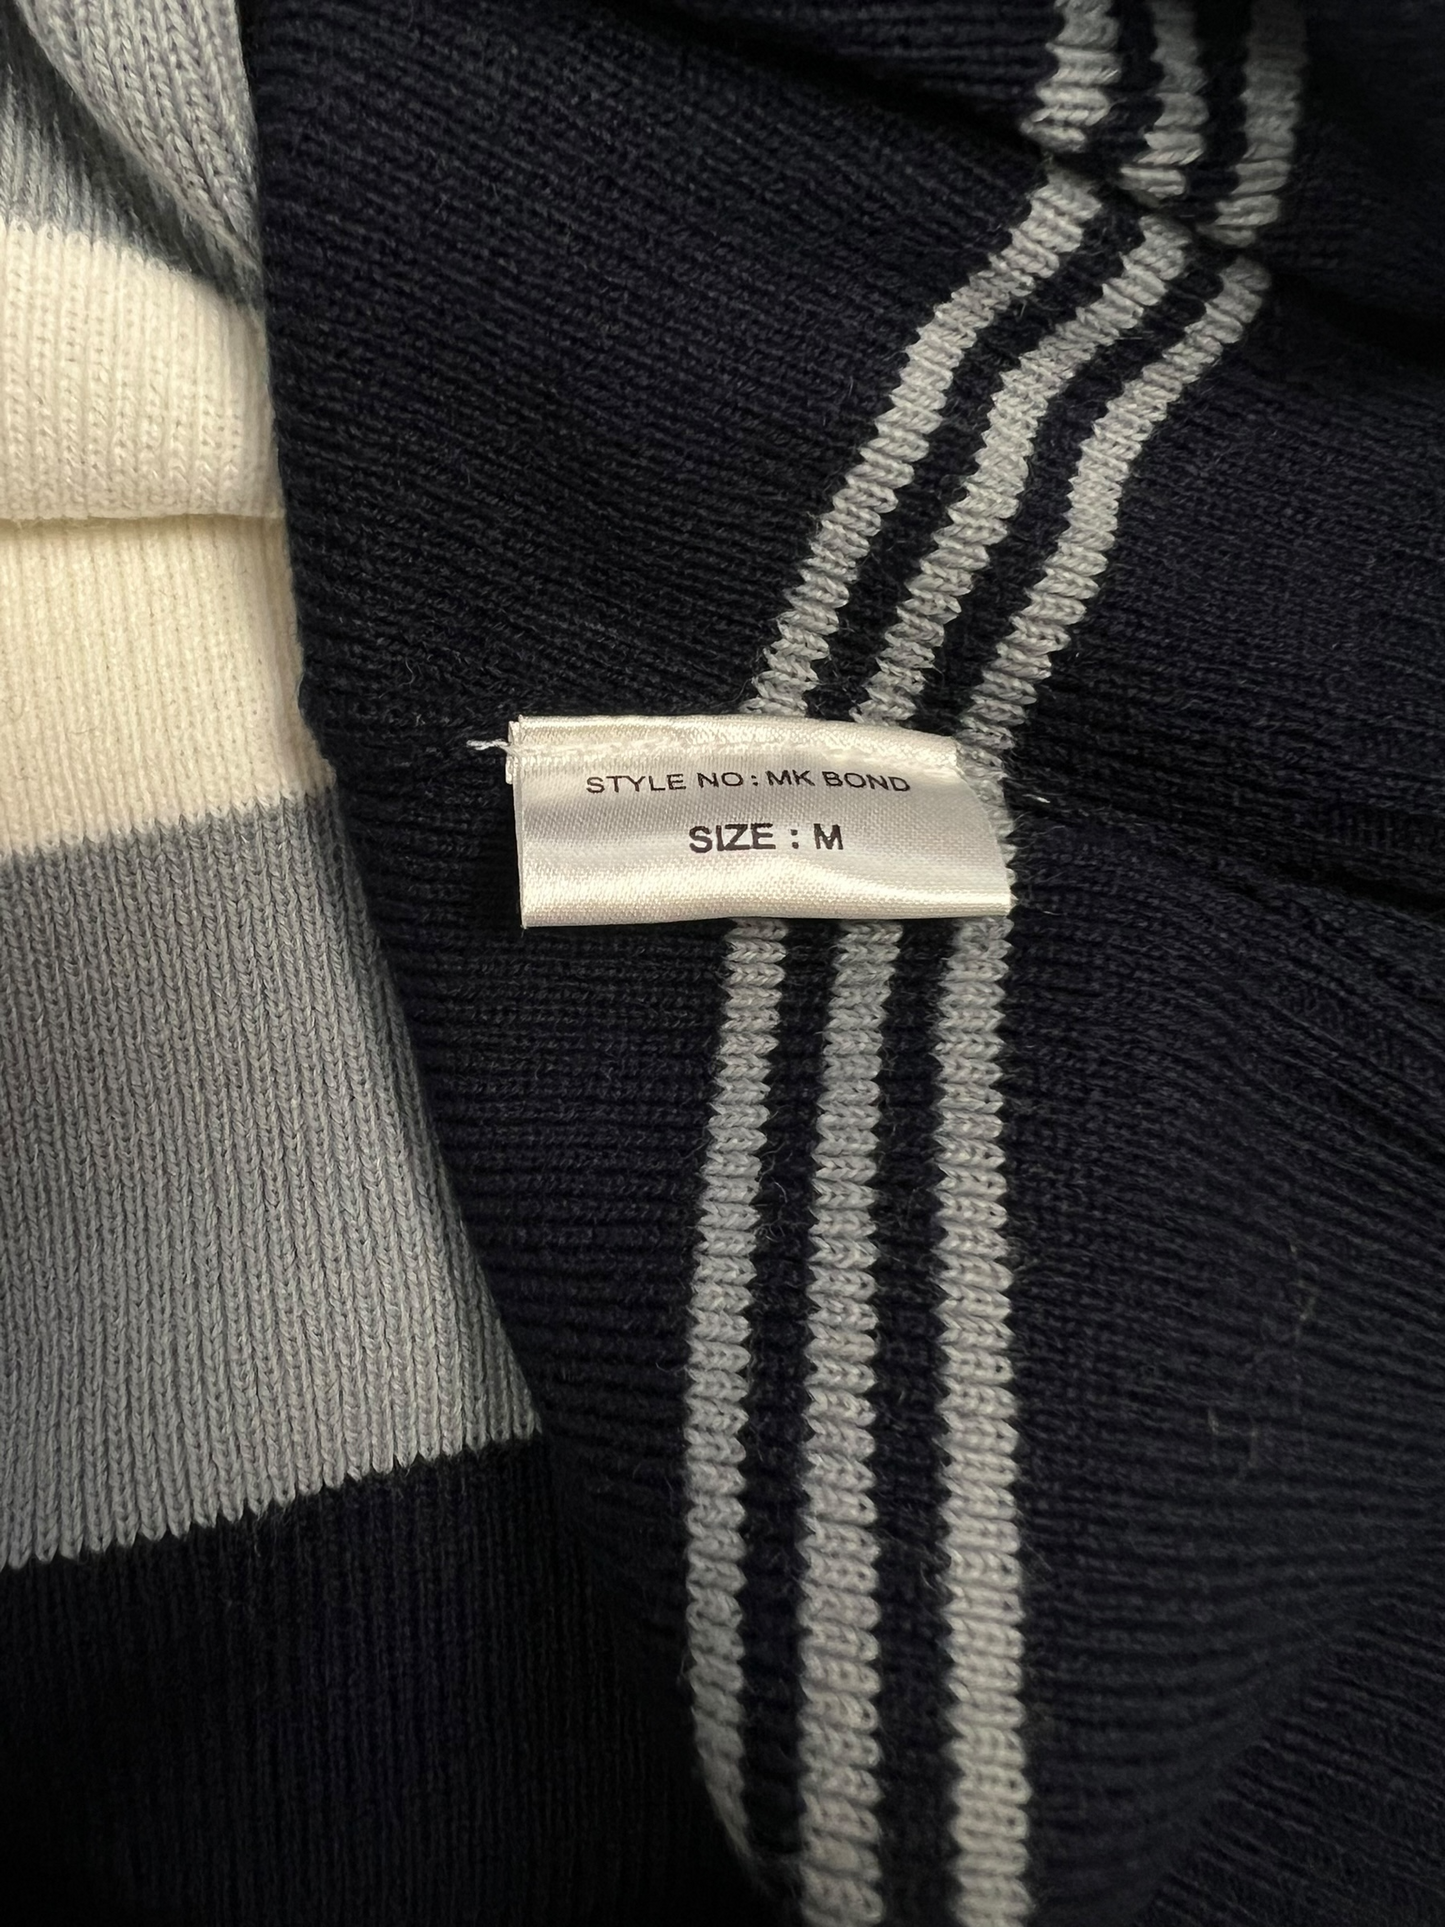 STYLE NO : MK BOND
SIZE : M